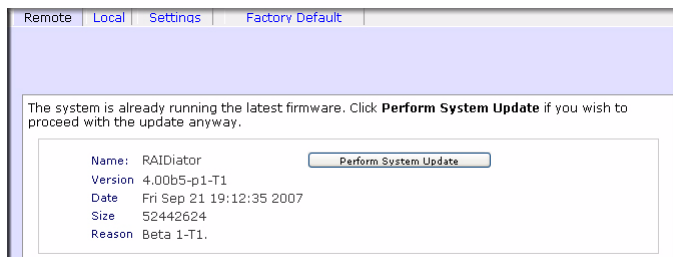 Remote Local Settings Factory Default
The system is already running the latest firmware. Click Perform System Update if you wish to
proceed with the update anyway.
Name: RAIDiator Perform System Update
Version 4.00b5-p1-T1
Date Fri Sep 21 19:12:35 2007
Size 52442624
Reason Beta 1-T1.